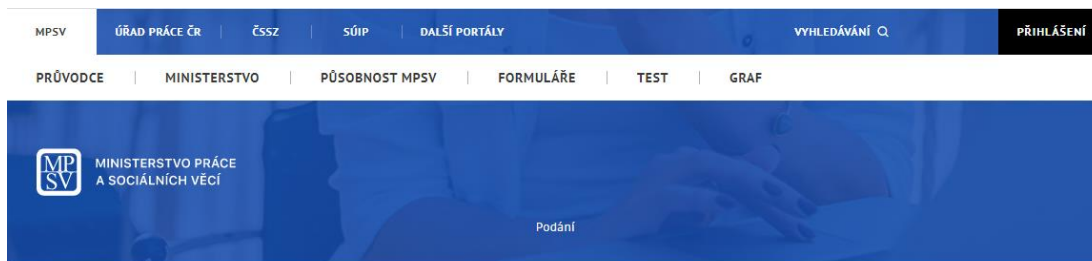 MPSV ÚŘAD PRÁCE ČR ČSSZ SÚIP DALŠÍ PORTÁLY VYHLEDÁVÁNÍ PŘIHLÁŠENÍ
PRŮVODCE MINISTERSTVO PŮSOBNOST MPSV FORMULÁŘE TEST GRAF
MP
SV
MINISTERSTVO PRÁCE
A SOCIÁLNÍCH VĚCÍ
Podání